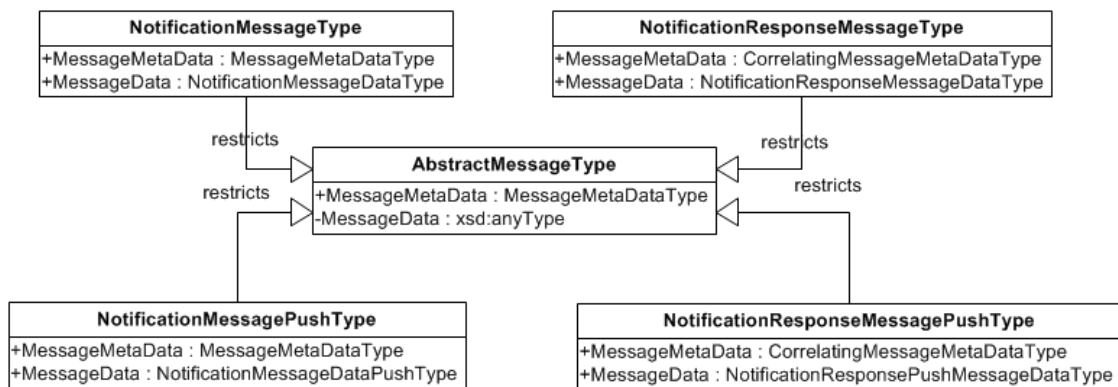 NotificationMessageType
+MessageMetaData : MessageMetaDataType
+MessageData : NotificationMessageDataType
NotificationResponseMessageType
+MessageMetaData : CorrelatingMessageMetaDataType
+MessageData : NotificationResponseMessageDataType
restricts
restricts
AbstractMessageType
+MessageMetaData : MessageMetaDataType
-MessageData : xsd:anyType
restricts
restricts
NotificationMessagePushType
+MessageMetaData : MessageMetaDataType
+MessageData : NotificationMessageDataPushType
NotificationResponseMessagePushType
+MessageMetaData : CorrelatingMessageMetaDataType
+MessageData : NotificationResponsePushMessageDataType